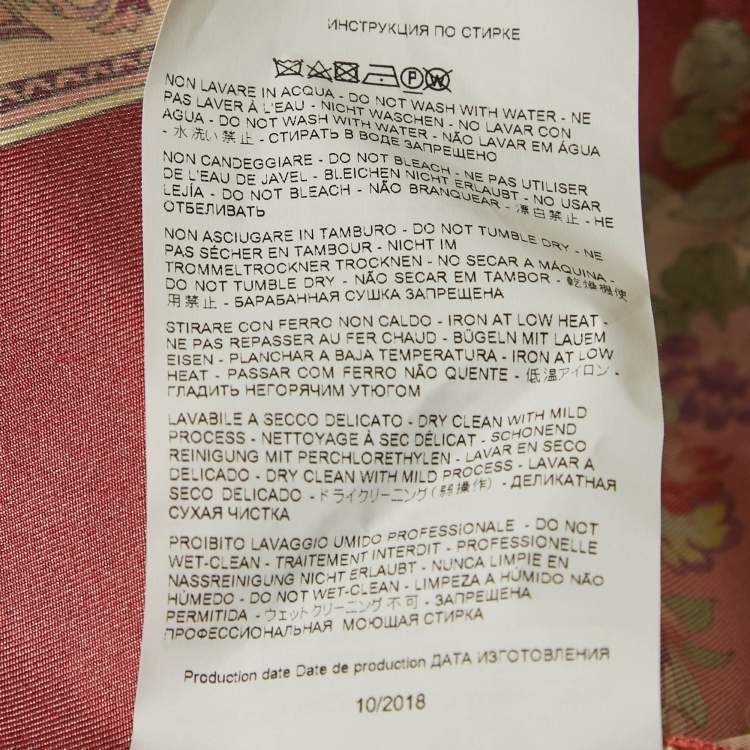 ИНСТРУКЦИЯ ПО СТИРКЕ
P W
NON LAVARE IN ACQUA - DO NOT WASH WITH WATER - NE
PAS LAVER À L'EAU - NICHT WASCHEN - NO LAVAR CON
AGUA - DO NOT WASH WITH WATER - NÃO LAVAR EM ÁGUA
- 水洗い禁止 - СТИРАТЬ В ВОДЕ ЗАПРЕЩЕНО
NON CANDEGGIARE - DO NOT BLEACH - NE PAS UTILISER
DE L'EAU DE JAVEL - BLEICHEN NICHT ERLAUBT - NO USAR
LEJÍA - DO NOT BLEACH - NÃO BRANQUEAR - 漂白禁止 - НЕ
ОТБЕЛИВАТЬ
NON ASCIUGARE IN TAMBURO - DO NOT TUMBLE DRY - NE
PAS SÉCHER EN TAMBOUR - NICHT IM
TROMMELTROCKNER TROCKNEN - NO SECAR A MÁQUINA -
DO NOT TUMBLE DRY - NÃO SECAR EM TAMBOR - 乾燥機使
用禁止 - БАРАБАННАЯ СУШКА ЗАПРЕЩЕНА
STIRARE CON FERRO NON CALDO - IRON AT LOW HEAT -
NE PAS REPASSER AU FER CHAUD - BÜGELN MIT LAUEM
EISEN - PLANCHAR A BAJA TEMPERATURA - IRON AT LOW
HEAT - PASSAR COM FERRO NÃO QUENTE - 低温アイロン -
ГЛАДИТЬ НЕГОРЯЧИМ УТЮГОМ
LAVABILE A SECCO DELICATO - DRY CLEAN WITH MILD
PROCESS - NETTOYAGE À SEC DÉLICAT - SCHONEND
REINIGUNG MIT PERCHLORETHYLEN - LAVAR EN SECO
DELICADO - DRY CLEAN WITH MILD PROCESS - LAVAR A
SECO DELICADO - ドライクリーニング(弱操作) - ДЕЛИКАТНАЯ
СУХАЯ ЧИСТКА
PROIBITO LAVAGGIO UMIDO PROFESSIONALE - DO NOT
WET-CLEAN - TRAITEMENT INTERDIT - PROFESSIONELLE
NASSREINIGUNG NICHT ERLAUBT - NUNCA LIMPIE EN
HÚMEDO - DO NOT WET-CLEAN - LIMPEZA A HÚMIDO NÃO
PERMITIDA - ウェットクリーニング不可 - ЗАПРЕЩЕНА
ПРОФЕССИОНАЛЬНАЯ МОЮЩАЯ СТИРКА
Production date Date de production ДАТА ИЗГОТОВЛЕНИЯ
10/2018